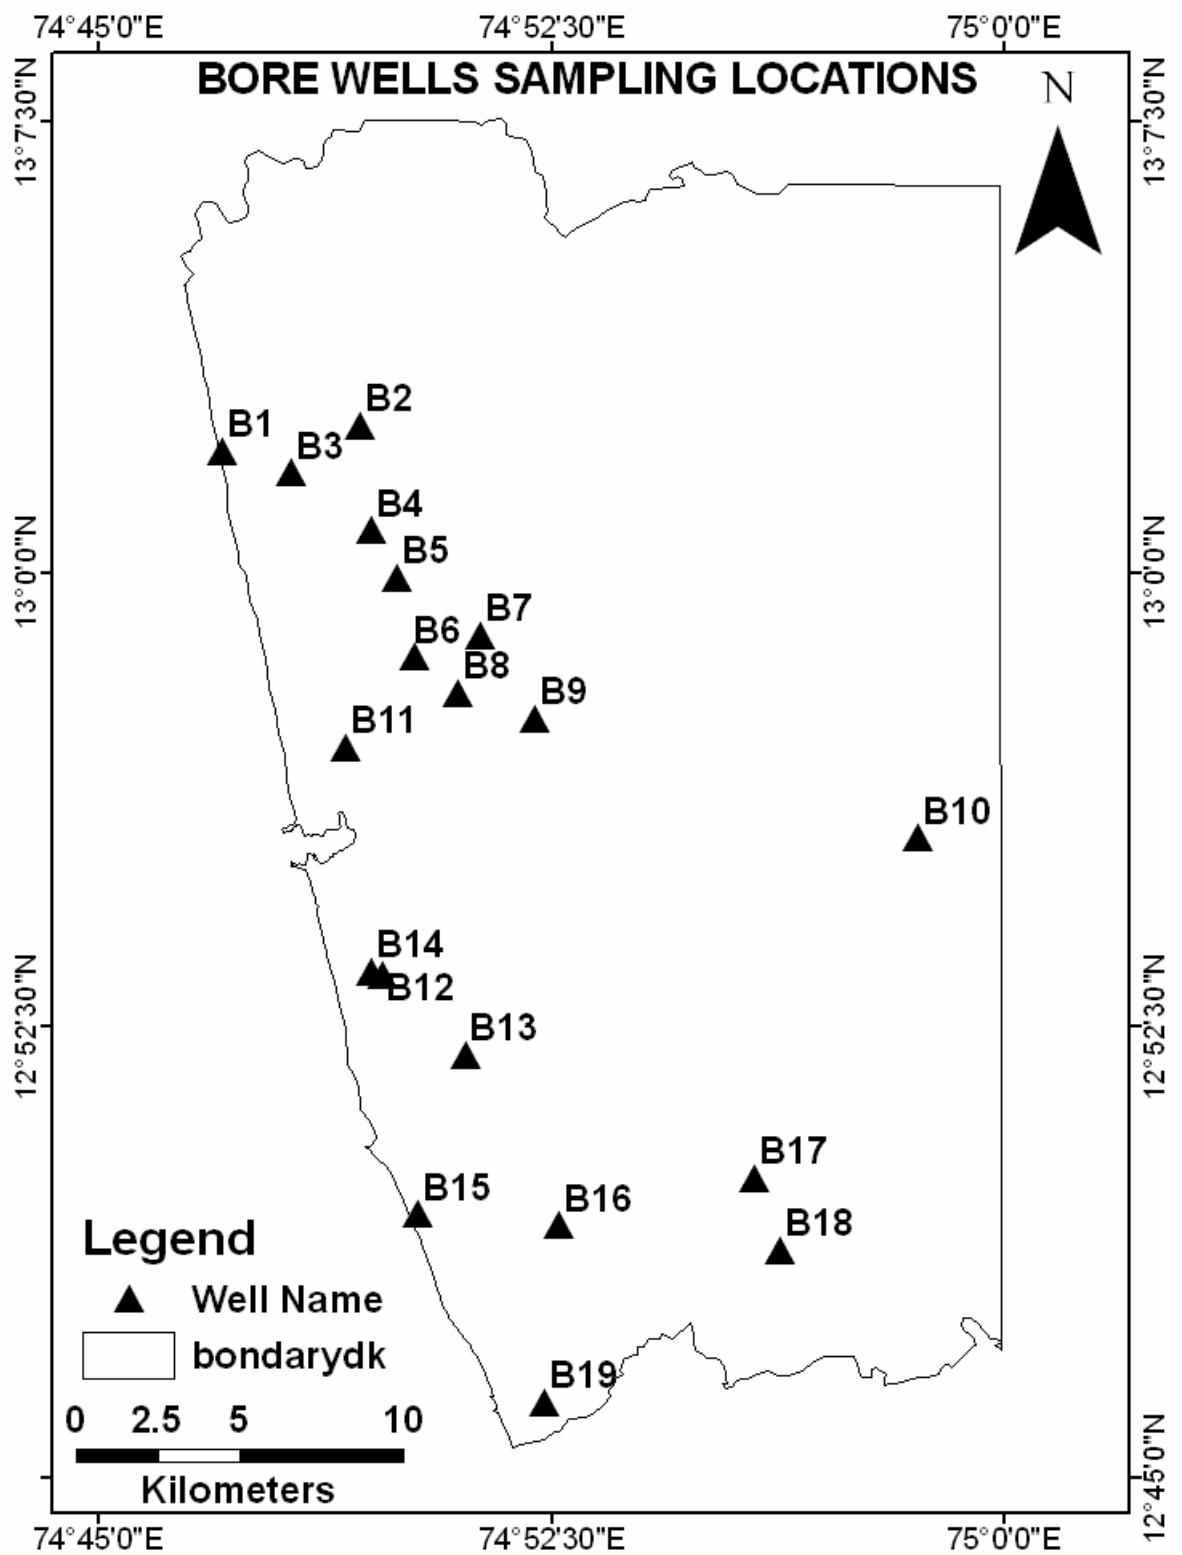 74°45'0"E 74°52'30"E 75°0'0"E
BORE WELLS SAMPLING LOCATIONS
N
13°7'30"N 13°7'30"N
B2
B1
B3
B4
B5
13°0'0"N 13°0'0"N
B7
B6
B8
B9
B11
B10
B14
B12
12°52'30"N 12°52'30"N
B13
B17
B15
B16
B18
Legend
Well Name
bondarydk
B19
0 2.5 5 10
Kilometers
12°45'0"N
74°45'0"E 74°52'30"E 75°0'0"E